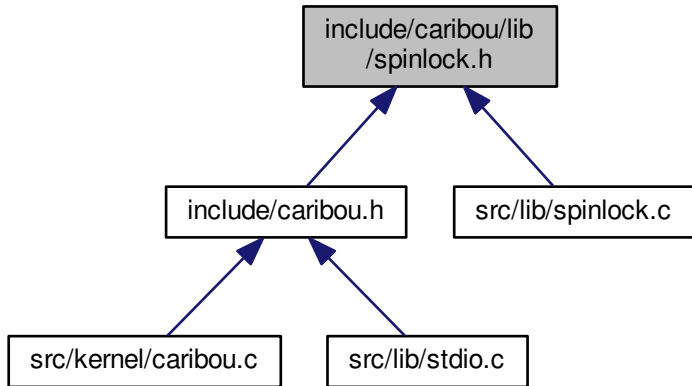 include/caribou/lib
/spinlock.h
include/caribou.h
src/lib/spinlock.c
src/kernel/caribou.c
src/lib/stdio.c